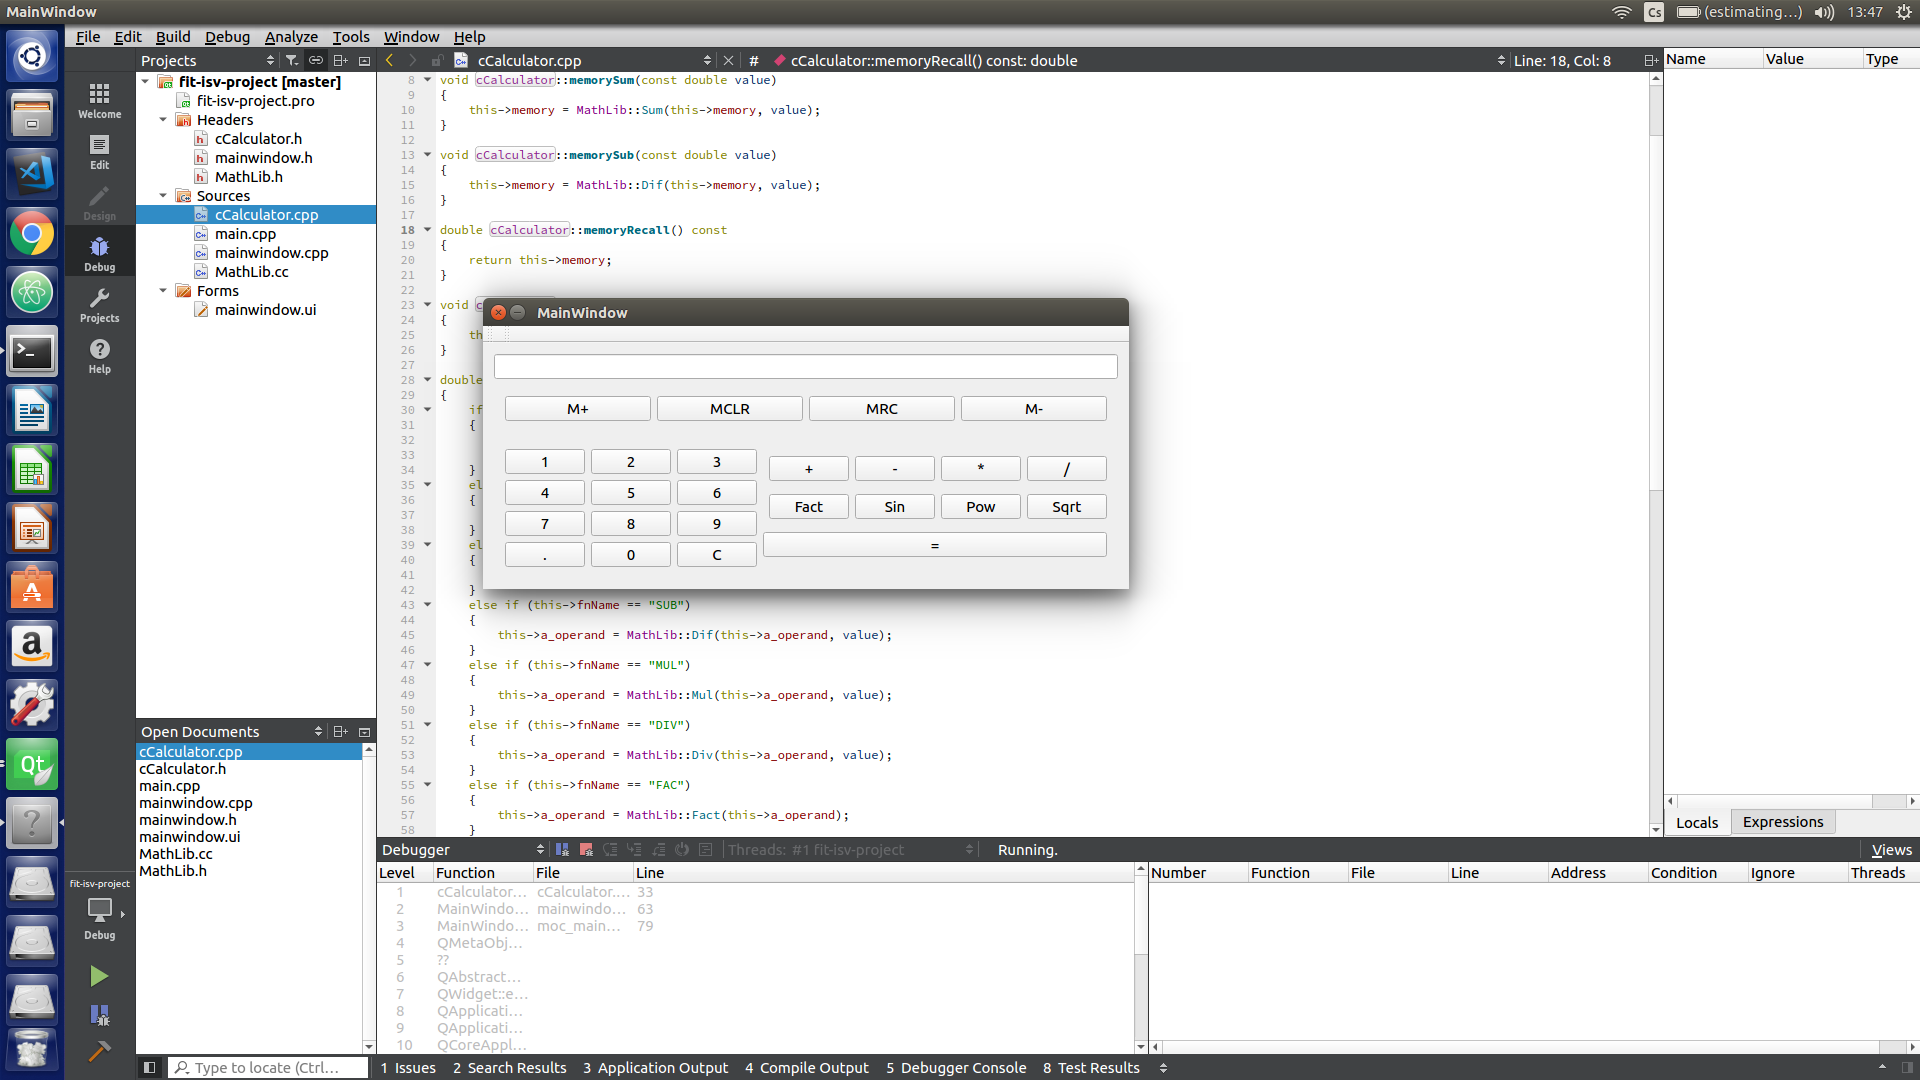 MainWindow
Cs (estimating...) 13:47
File Edit Build Debug Analyze Tools Window Help
Projects
cCalculator.cpp
# cCalculator::memoryRecall() const: double
Line: 18, Col: 8
Name Value Type
Welcome
Edit
Design
Debug
Projects
Help
fit-isv-project [master]
fit-isv-project.pro
Headers
cCalculator.h
mainwindow.h
MathLib.h
Sources
cCalculator.cpp
main.cpp
mainwindow.cpp
MathLib.cc
Forms
mainwindow.ui
8 void cCalculator::memorySum(const double value)
9 {
10 this->memory = MathLib::Sum(this->memory, value);
11 }
12
13 void cCalculator::memorySub(const double value)
14 {
15 this->memory = MathLib::Dif(this->memory, value);
16 }
17
18 double cCalculator::memoryRecall() const
19 {
20 return this->memory;
21 }
22
23 void c
24 {
25 th
26 }
27
28 double
29 {
30 if
31 {
32
33
34 }
35 el
36 {
37
38 }
39 el
40 {
41
42 }
43 else if (this->fnName == "SUB")
44 {
45 this->a_operand = MathLib::Dif(this->a_operand, value);
46 }
47 else if (this->fnName == "MUL")
48 {
49 this->a_operand = MathLib::Mul(this->a_operand, value);
50 }
51 else if (this->fnName == "DIV")
52 {
53 this->a_operand = MathLib::Div(this->a_operand, value);
54 }
55 else if (this->fnName == "FAC")
56 {
57 this->a_operand = MathLib::Fact(this->a_operand);
58 }
MainWindow
M+ MCLR MRC M-
1 2 3 + - * /
4 5 6 Fact Sin Pow Sqrt
7 8 9 =
. 0 C
Open Documents
cCalculator.cpp
cCalculator.h
main.cpp
mainwindow.cpp
mainwindow.h
mainwindow.ui
MathLib.cc
MathLib.h
fit-isv-project
Debug
Locals Expressions
Debugger
Threads: #1 fit-isv-project
Running.
Views
Level Function File Line
1 cCalculator... cCalculator.... 33
2 MainWindo... mainwindo... 63
3 MainWindo... moc_main... 79
4 QMetaObj...
5 ??
6 QAbstract...
7 QWidget::e...
8 QApplicati...
9 QApplicati...
10 QCoreAppl...
Number Function File Line Address Condition Ignore Threads
Type to locate (Ctrl...
1 Issues 2 Search Results 3 Application Output 4 Compile Output 5 Debugger Console 8 Test Results